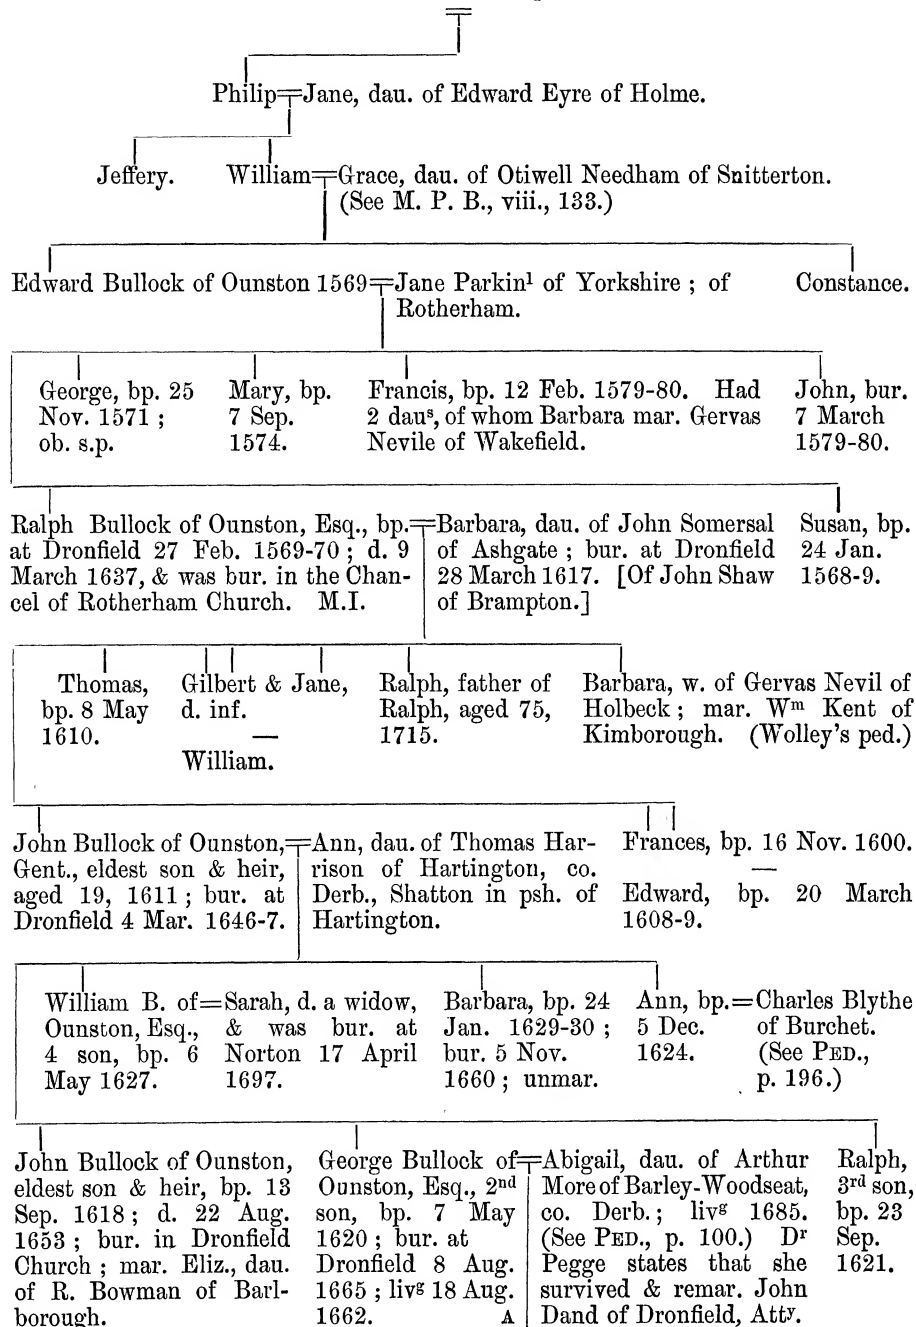 Philip=Jane, dau. of Edward Eyre of Holme.
Jeffery.
William=Grace, dau. of Otiwell Needham of Snitterton.
(See M. P. B., viii., 133.)
Edward Bullock of Ounston 1569=Jane Parkin¹ of Yorkshire ; of
Rotherham.
Constance.
George, bp. 25
Nov. 1571 ;
ob. s.p.
Mary, bp.
7 Sep.
1574.
Francis, bp. 12 Feb. 1579-80. Had
2 dauˢ, of whom Barbara mar. Gervas
Nevile of Wakefield.
John, bur.
7 March
1579-80.
Ralph Bullock of Ounston, Esq., bp.=
at Dronfield 27 Feb. 1569-70 ; d. 9
March 1637, & was bur. in the Chan-
cel of Rotherham Church. M.I.
Barbara, dau. of John Somersal
of Ashgate ; bur. at Dronfield
28 March 1617. [Of John Shaw
of Brampton.]
Susan, bp.
24 Jan.
1568-9.
Thomas,
bp. 8 May
1610.
Gilbert & Jane,
d. inf.
—
William.
Ralph, father of
Ralph, aged 75,
1715.
Barbara, w. of Gervas Nevil of
Holbeck ; mar. Wᵐ Kent of
Kimborough. (Wolley's ped.)
John Bullock of Ounston,=
Gent., eldest son & heir,
aged 19, 1611 ; bur. at
Dronfield 4 Mar. 1646-7.
Ann, dau. of Thomas Har-
rison of Hartington, co.
Derb., Shatton in psh. of
Hartington.
Frances, bp. 16 Nov. 1600.
—
Edward, bp. 20 March
1608-9.
William B. of=
Ounston, Esq.,
4 son, bp. 6
May 1627.
Sarah, d. a widow,
& was bur. at
Norton 17 April
1697.
Barbara, bp. 24
Jan. 1629-30 ;
bur. 5 Nov.
1660 ; unmar.
Ann, bp.=
5 Dec.
1624.
Charles Blythe
of Burchet.
(See PED.,
p. 196.)
John Bullock of Ounston,
eldest son & heir, bp. 13
Sep. 1618 ; d. 22 Aug.
1653 ; bur. in Dronfield
Church ; mar. Eliz., dau.
of R. Bowman of Barl-
borough.
George Bullock of=
Ounston, Esq., 2ⁿᵈ
son, bp. 7 May
1620 ; bur. at
Dronfield 8 Aug.
1665 ; livᵍ 18 Aug.
1662. A
Abigail, dau. of Arthur
More of Barley-Woodseat,
co. Derb. ; livᵍ 1685.
(See PED., p. 100.) Dʳ
Pegge states that she
survived & remar. John
Dand of Dronfield, Attʸ.
Ralph,
3ʳᵈ son,
bp. 23
Sep.
1621.